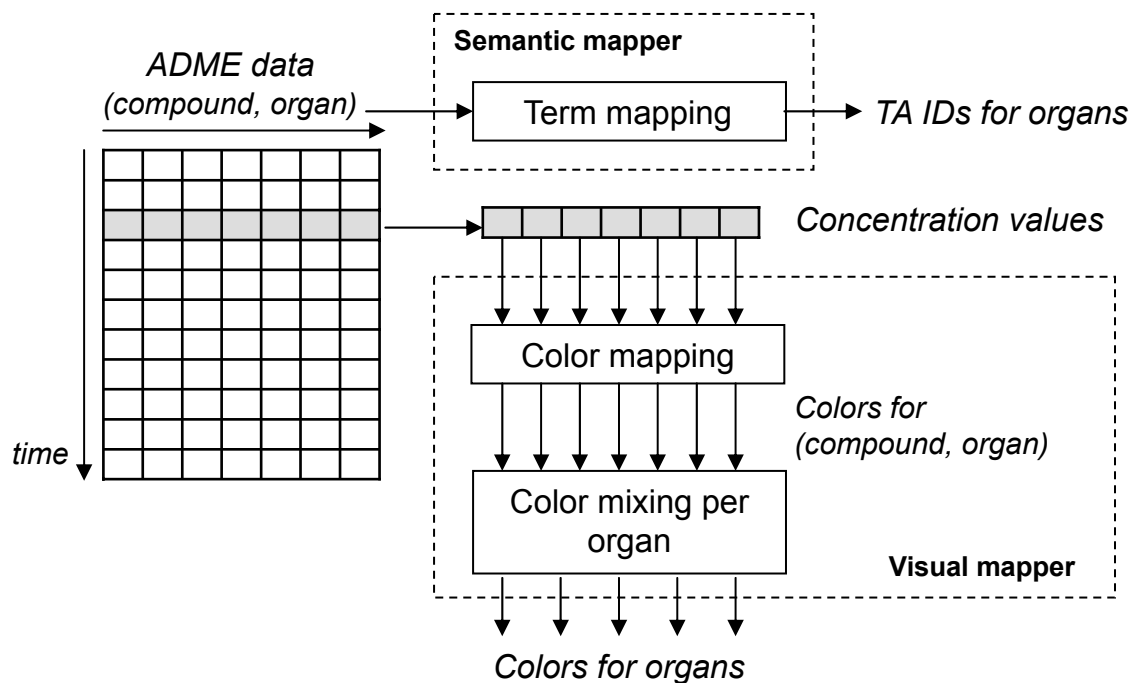 Semantic mapper
ADME data
(compound, organ)
Term mapping
TA IDs for organs
Concentration values
Color mapping
Colors for
(compound, organ)
time
Color mixing per
organ
Visual mapper
Colors for organs